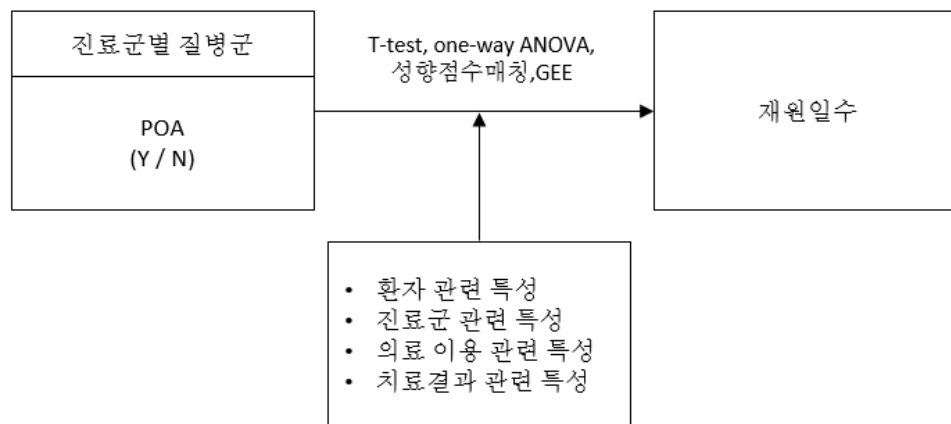 진료군별 질병군
POA
(Y / N)
T-test, one-way ANOVA,
성향점수매칭,GEE
재원일수
• 환자 관련 특성
• 진료군 관련 특성
• 의료 이용 관련 특성
• 치료결과 관련 특성